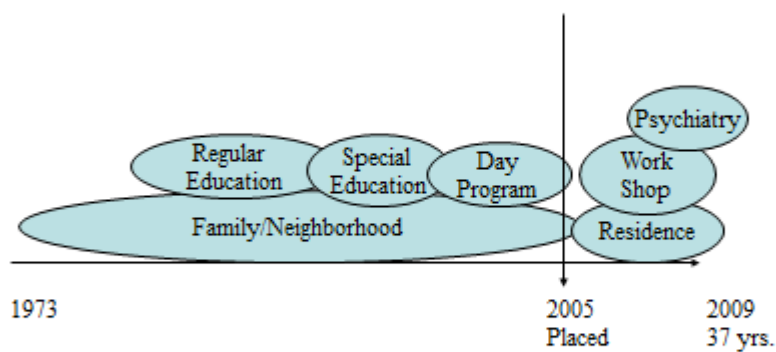 Psychiatry
Regular
Education
Special
Education
Day
Program
Work
Shop
Family/Neighborhood
Residence
1973
2005
Placed
2009
37 yrs.